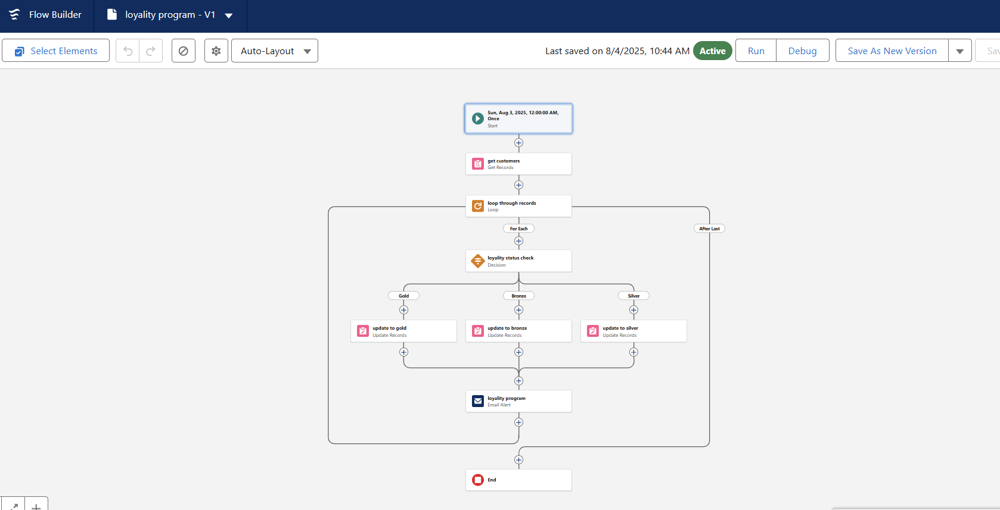 Flow Builder
loyality program - V1
Select Elements
Auto-Layout
Last saved on 8/4/2025, 10:44 AM
Active
Run
Debug
Save As New Version
Sav
Sun, Aug 3, 2025, 12:00:00 AM,
Once
Start
get customers
Get Records
loop through records
Loop
For Each
After Last
loyality status check
Decision
Gold
Bronze
Silver
update to gold
Update Records
update to bronze
Update Records
update to silver
Update Records
loyality program
Email Alert
End